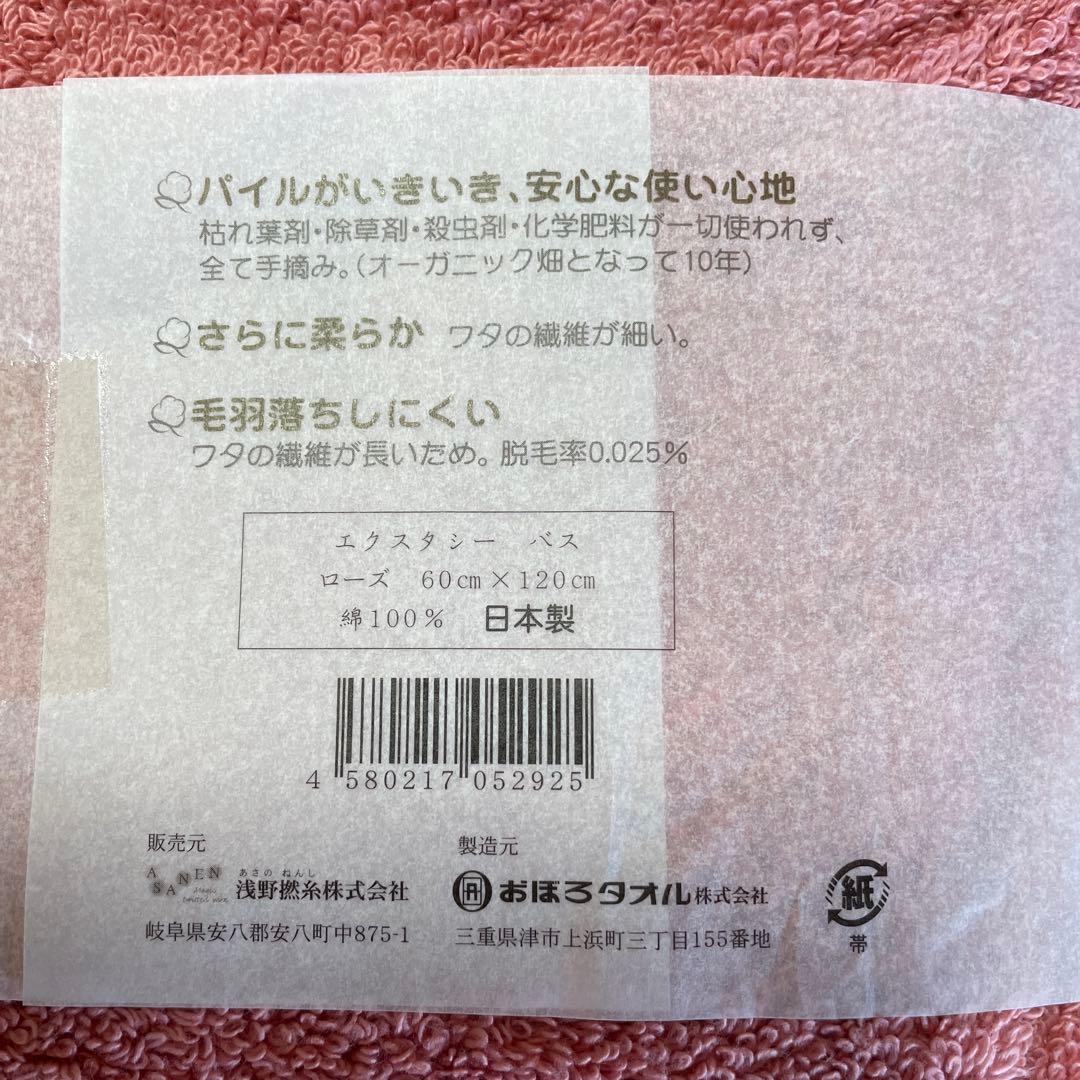 パイルがいきいき、安心な使い心地
枯れ葉剤・除草剤・殺虫剤・化学肥料が一切使われず、
全て手摘み。(オーガニック畑となって10年)
さらに柔らか ワタの繊維が細い。
毛羽落ちしにくい
ワタの繊維が長いため。脱毛率0.025%
エクスタシー バス
ローズ 60㎝×120㎝
綿100% 日本製
4 580217 052925
販売元
ASANEN
あさの ねんし
浅野撚糸株式会社
岐阜県安八郡安八町中875-1
製造元
おぼろタオル株式会社
三重県津市上浜町三丁目155番地
紙
帯